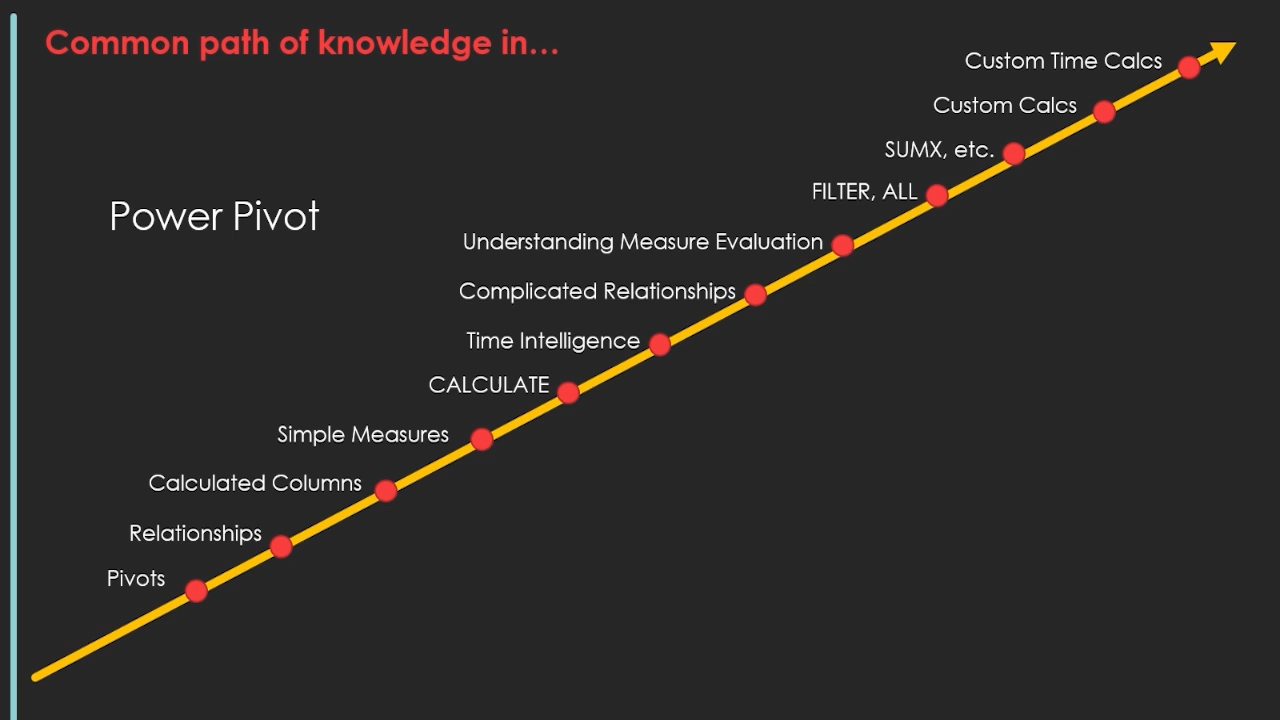 Common path of knowledge in...
Custom Time Calcs
Custom Calcs
SUMX, etc.
FILTER, ALL
Power Pivot
Understanding Measure Evaluation
Complicated Relationships
Time Intelligence
CALCULATE
Simple Measures
Calculated Columns
Relationships
Pivots